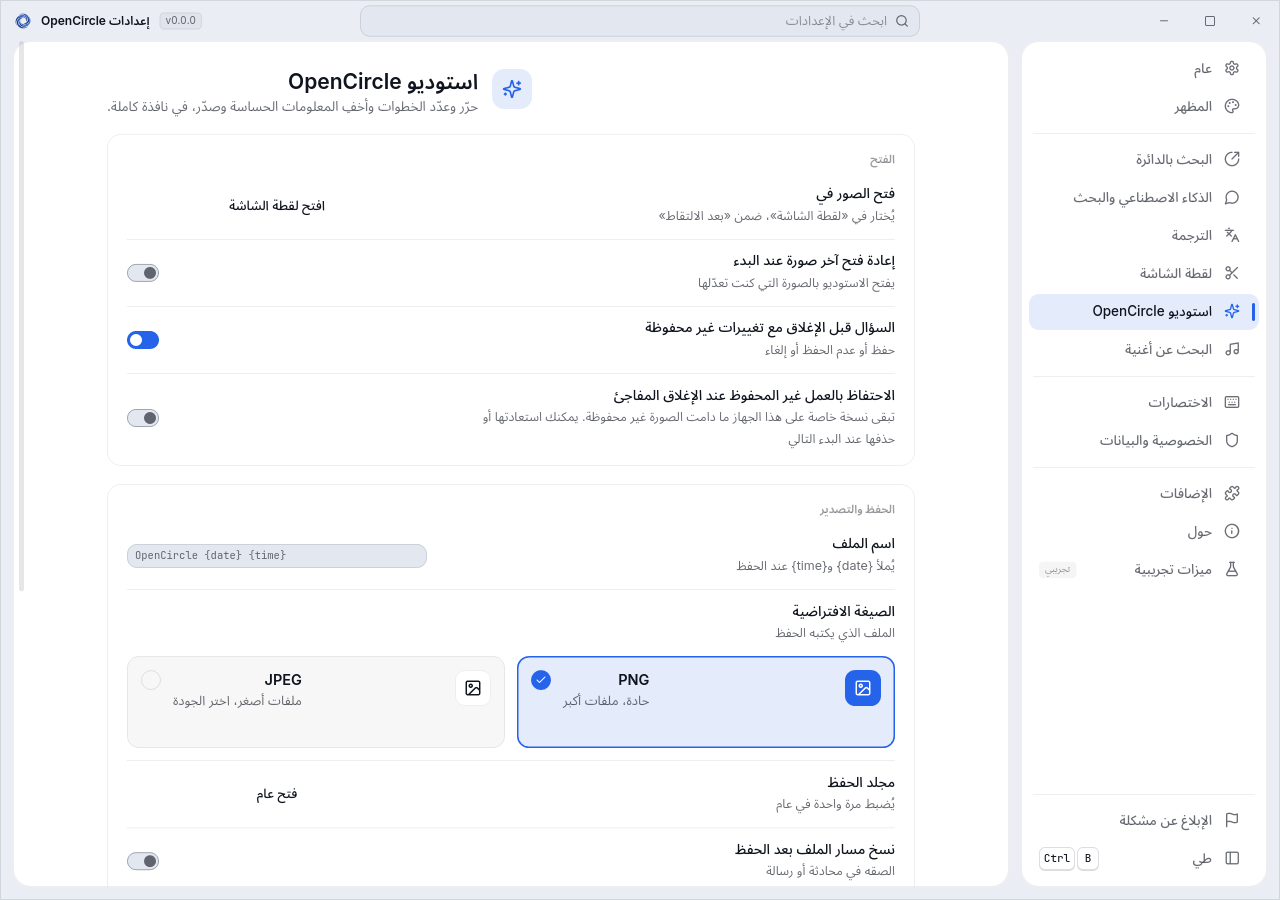 إعدادات OpenCircle
v0.0.0
ابحث في الإعدادات
عام
المظهر
البحث بالدائرة
الذكاء الاصطناعي والبحث
الترجمة
لقطة الشاشة
استوديو OpenCircle
البحث عن أغنية
الاختصارات
الخصوصية والبيانات
الإضافات
حول
ميزات تجريبية
تجريبي
الإبلاغ عن مشكلة
طي
Ctrl B
استوديو OpenCircle
حرّر وعدّد الخطوات وأخفِ المعلومات الحساسة وصدّر، في نافذة كاملة.
الفتح
فتح الصور في
يُختار في «لقطة الشاشة»، ضمن «بعد الالتقاط»
افتح لقطة الشاشة
إعادة فتح آخر صورة عند البدء
يفتح الاستوديو بالصورة التي كنت تعدّلها
السؤال قبل الإغلاق مع تغييرات غير محفوظة
حفظ أو عدم الحفظ أو إلغاء
الاحتفاظ بالعمل غير المحفوظ عند الإغلاق المفاجئ
تبقى نسخة خاصة على هذا الجهاز ما دامت الصورة غير محفوظة. يمكنك استعادتها أو
حذفها عند البدء التالي
الحفظ والتصدير
اسم الملف
يُملأ {date} و{time} عند الحفظ
OpenCircle {date} {time}
الصيغة الافتراضية
الملف الذي يكتبه الحفظ
PNG
حادة، ملفات أكبر
JPEG
ملفات أصغر، اختر الجودة
مجلد الحفظ
يُضبط مرة واحدة في عام
فتح عام
نسخ مسار الملف بعد الحفظ
الصقه في محادثة أو رسالة